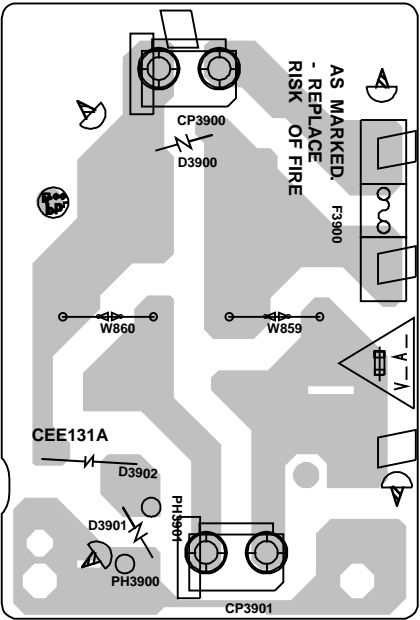 AS MARKED.
- REPLACE
RISK OF FIRE
CP3900
D3900
F3900
W860
W859
V-A-
CEE131A
D3902
PH3901
D3901
PH3900
CP3901